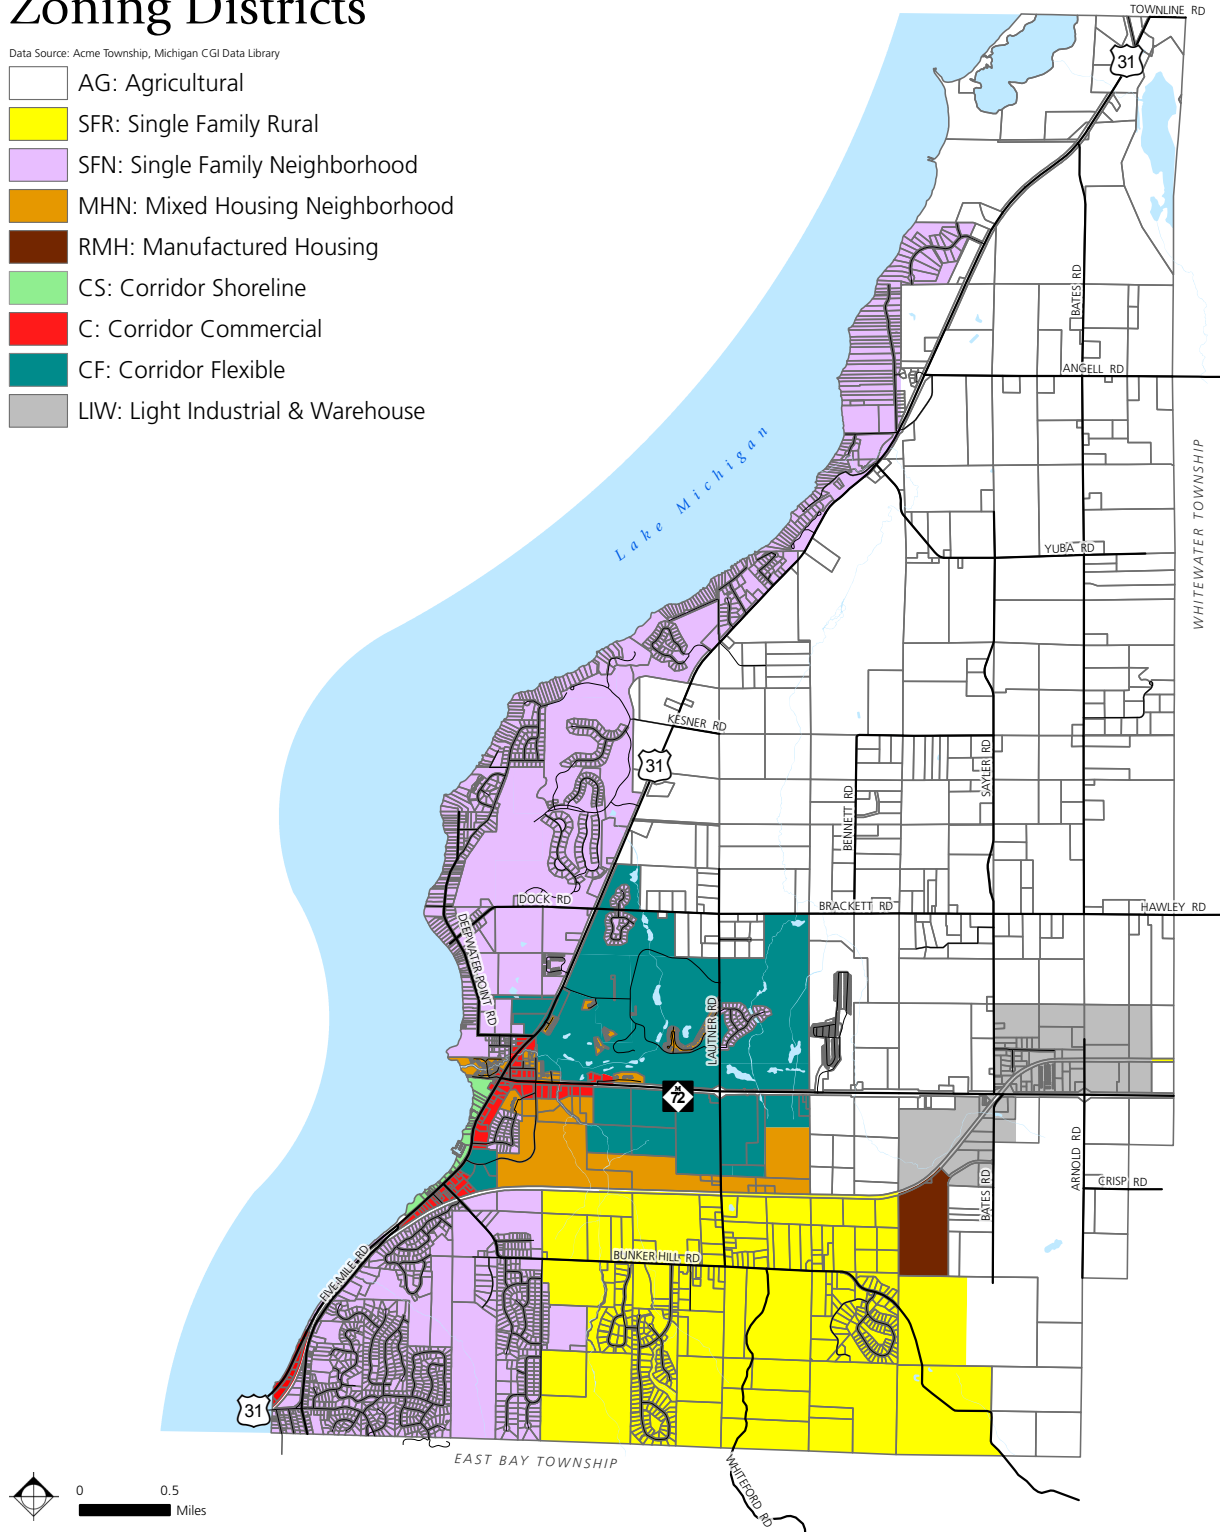 Zoning Districts
Data Source: Acme Township, Michigan CGI Data Library
AG: Agricultural
SFR: Single Family Rural
SFN: Single Family Neighborhood
MHN: Mixed Housing Neighborhood
RMH: Manufactured Housing
CS: Corridor Shoreline
C: Corridor Commercial
CF: Corridor Flexible
LIW: Light Industrial & Warehouse
TOWNLINE RD
31
BATES RD
ANGELL RD
Lake Michigan
WHITEWATER TOWNSHIP
YUBA RD
KESNER RD
31
SAYLER RD
BENNETT RD
DOCK RD
BRACKETT RD
HAWLEY RD
DEEPWATER POINT RD
LAUTNER RD
M
72
ARNOLD RD
BATES RD
CRISP RD
BUNKER HILL RD
FIVE MILE RD
31
EAST BAY TOWNSHIP
WHITEFORD RD
0 0.5
Miles